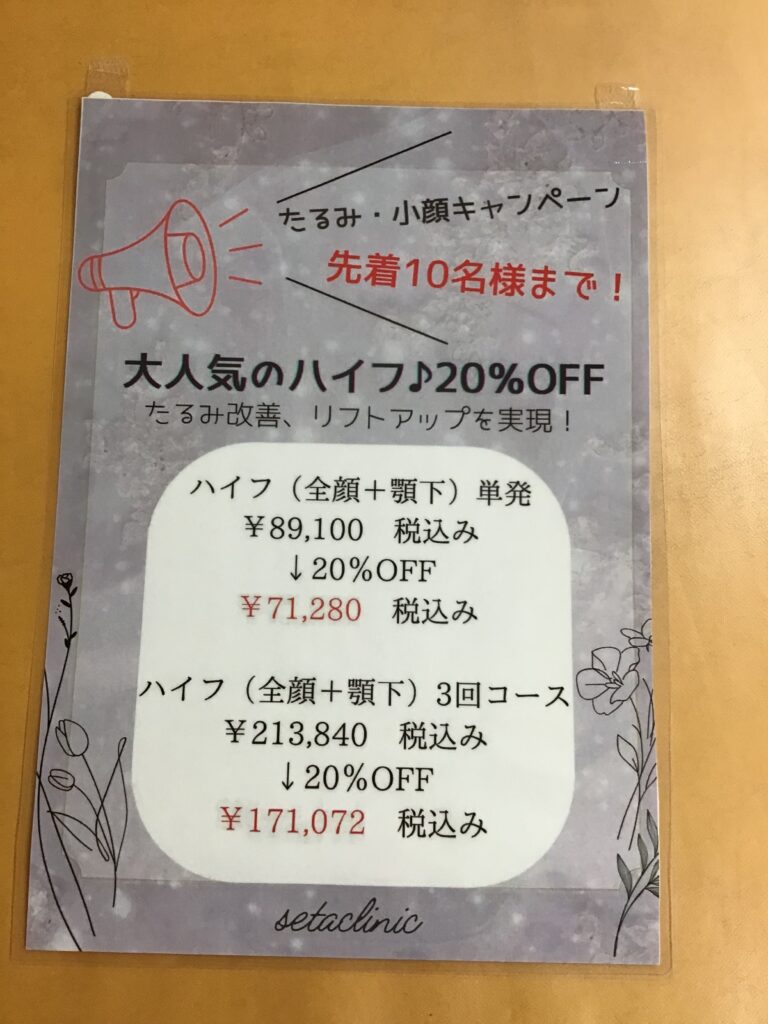 たるみ・小顔キャンペーン
先着10名様まで！
大人気のハイフ♪20%OFF
たるみ改善、リフトアップを実現！
ハイフ（全顔＋顎下）単発
￥89,100　税込み
↓20%OFF
￥71,280　税込み
ハイフ（全顔＋顎下）3回コース
￥213,840　税込み
↓20%OFF
￥171,072　税込み
setaclinic